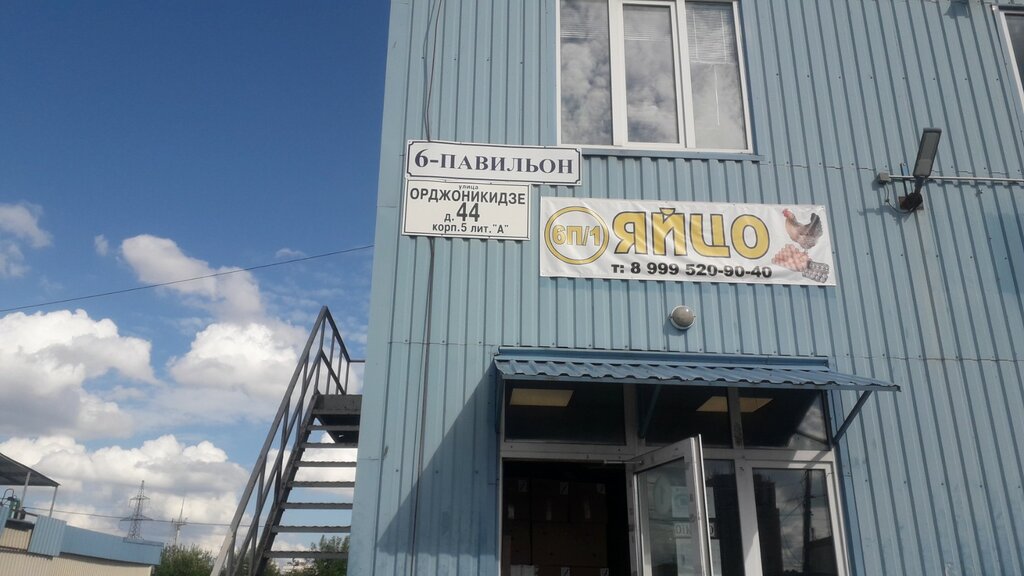 6-ПАВИЛЬОН
улица
ОРДЖОНИКИДЗЕ
д. 44
корп.5 лит."А"
6П/1 ЯЙЦО
т: 8 999 520-90-40